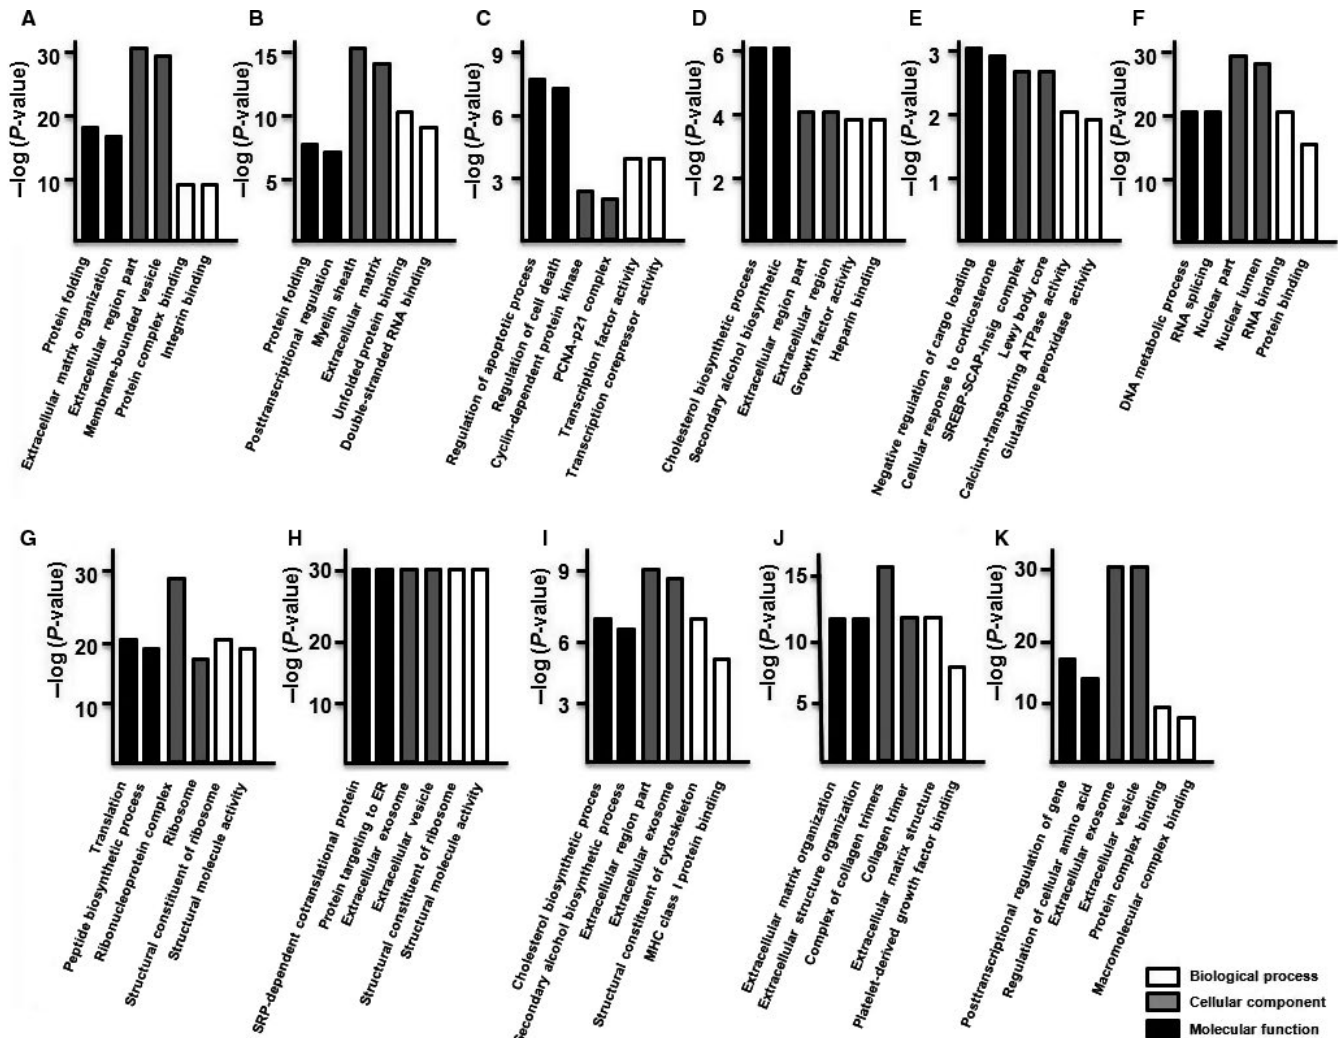 A
−log (P-value)
30
20
10
Protein folding
Extracellular matrix organization
Extracellular region part
Membrane-bounded vesicle
Protein complex binding
Integrin binding
B
−log (P-value)
15
10
5
Protein folding
Posttranscriptional regulation
Myelin sheath
Extracellular matrix
Unfolded protein binding
Double-stranded RNA binding
C
−log (P-value)
9
6
3
Regulation of apoptotic process
Regulation of cell death
Cyclin-dependent protein kinase
PCNA-p21 complex
Transcription factor activity
Transcription corepressor activity
D
−log (P-value)
6
4
2
Cholesterol biosynthetic process
Secondary alcohol biosynthetic
Extracellular region part
Extracellular region
Growth factor activity
Heparin binding
E
−log (P-value)
3
2
1
Negative regulation of cargo loading
Cellular response to corticosterone
SREBP-SCAP-Insig complex
Lewy body core
Calcium-transporting ATPase activity
Glutathione peroxidase activity
F
−log (P-value)
30
20
10
DNA metabolic process
RNA splicing
Nuclear part
Nuclear lumen
RNA binding
Protein binding
G
−log (P-value)
30
20
10
Translation
Peptide biosynthetic process
Ribonucleoprotein complex
Ribosome
Structural constituent of ribosome
Structural molecule activity
H
−log (P-value)
30
20
10
SRP-dependent cotranslational protein
Protein targeting to ER
Extracellular exosome
Extracellular vesicle
Structural constituent of ribosome
Structural molecule activity
I
−log (P-value)
9
6
3
Cholesterol biosynthetic proces
Secondary alcohol biosynthetic process
Extracellular region part
Extracellular exosome
Structural constituent of cytoskeleton
MHC class I protein binding
J
−log (P-value)
15
10
5
Extracellular matrix organization
Extracellular structure organization
Complex of collagen trimers
Collagen trimer
Extracellular matrix structure
Platelet-derived growth factor binding
K
−log (P-value)
30
20
10
Posttranscriptional regulation of gene
Regulation of cellular amino acid
Extracellular exosome
Extracellular vesicle
Protein complex binding
Macromolecular complex binding
Biological process
Cellular component
Molecular function